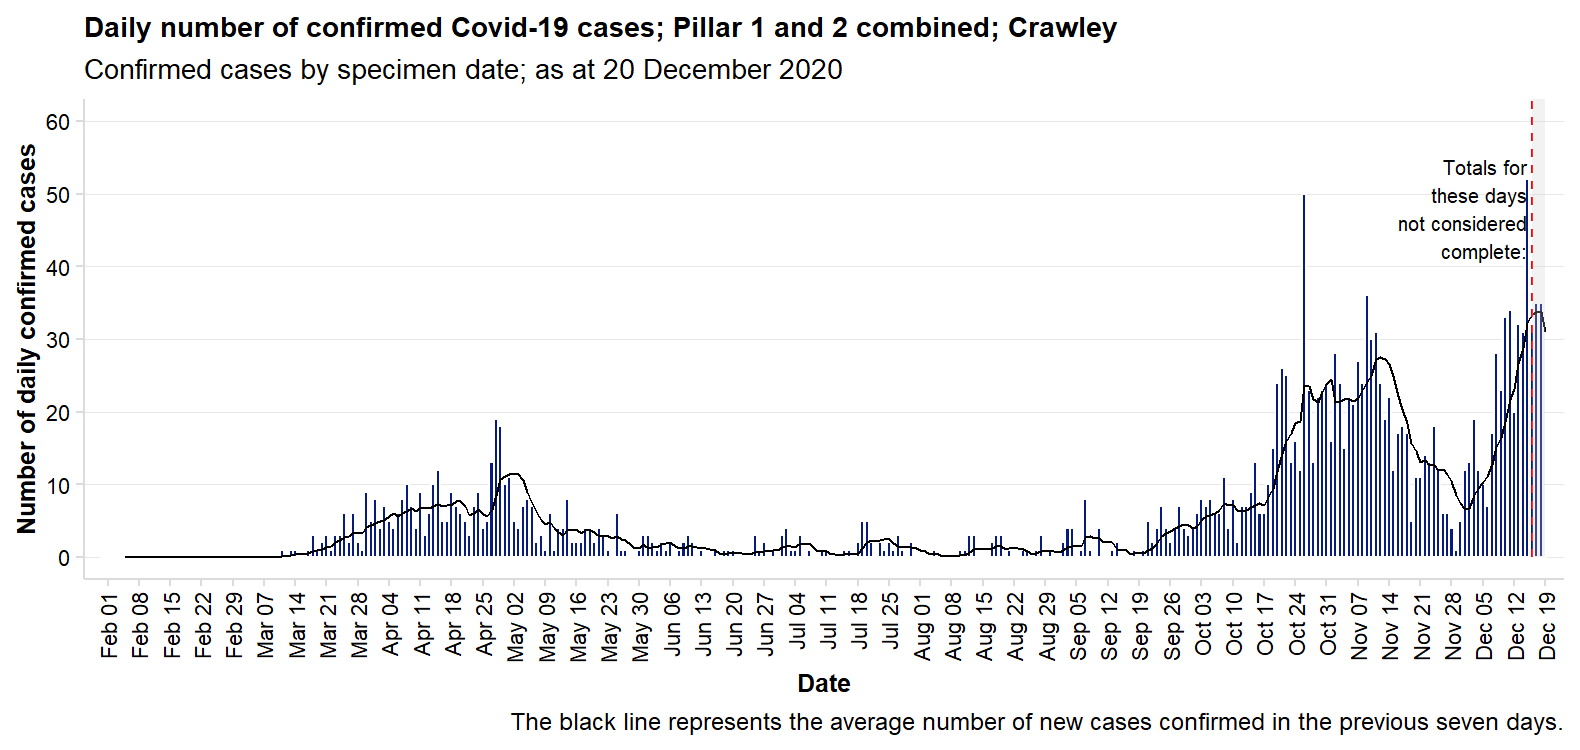 Daily number of confirmed Covid-19 cases; Pillar 1 and 2 combined; Crawley
Confirmed cases by specimen date; as at 20 December 2020
Number of daily confirmed cases
60
50
40
30
20
10
0
Totals for
these days
not considered
complete:
Feb 01
Feb 08
Feb 15
Feb 22
Feb 29
Mar 07
Mar 14
Mar 21
Mar 28
Apr 04
Apr 11
Apr 18
Apr 25
May 02
May 09
May 16
May 23
May 30
Jun 06
Jun 13
Jun 20
Jun 27
Jul 04
Jul 11
Jul 18
Jul 25
Aug 01
Aug 08
Aug 15
Aug 22
Aug 29
Sep 05
Sep 12
Sep 19
Sep 26
Oct 03
Oct 10
Oct 17
Oct 24
Oct 31
Nov 07
Nov 14
Nov 21
Nov 28
Dec 05
Dec 12
Dec 19
Date
The black line represents the average number of new cases confirmed in the previous seven days.